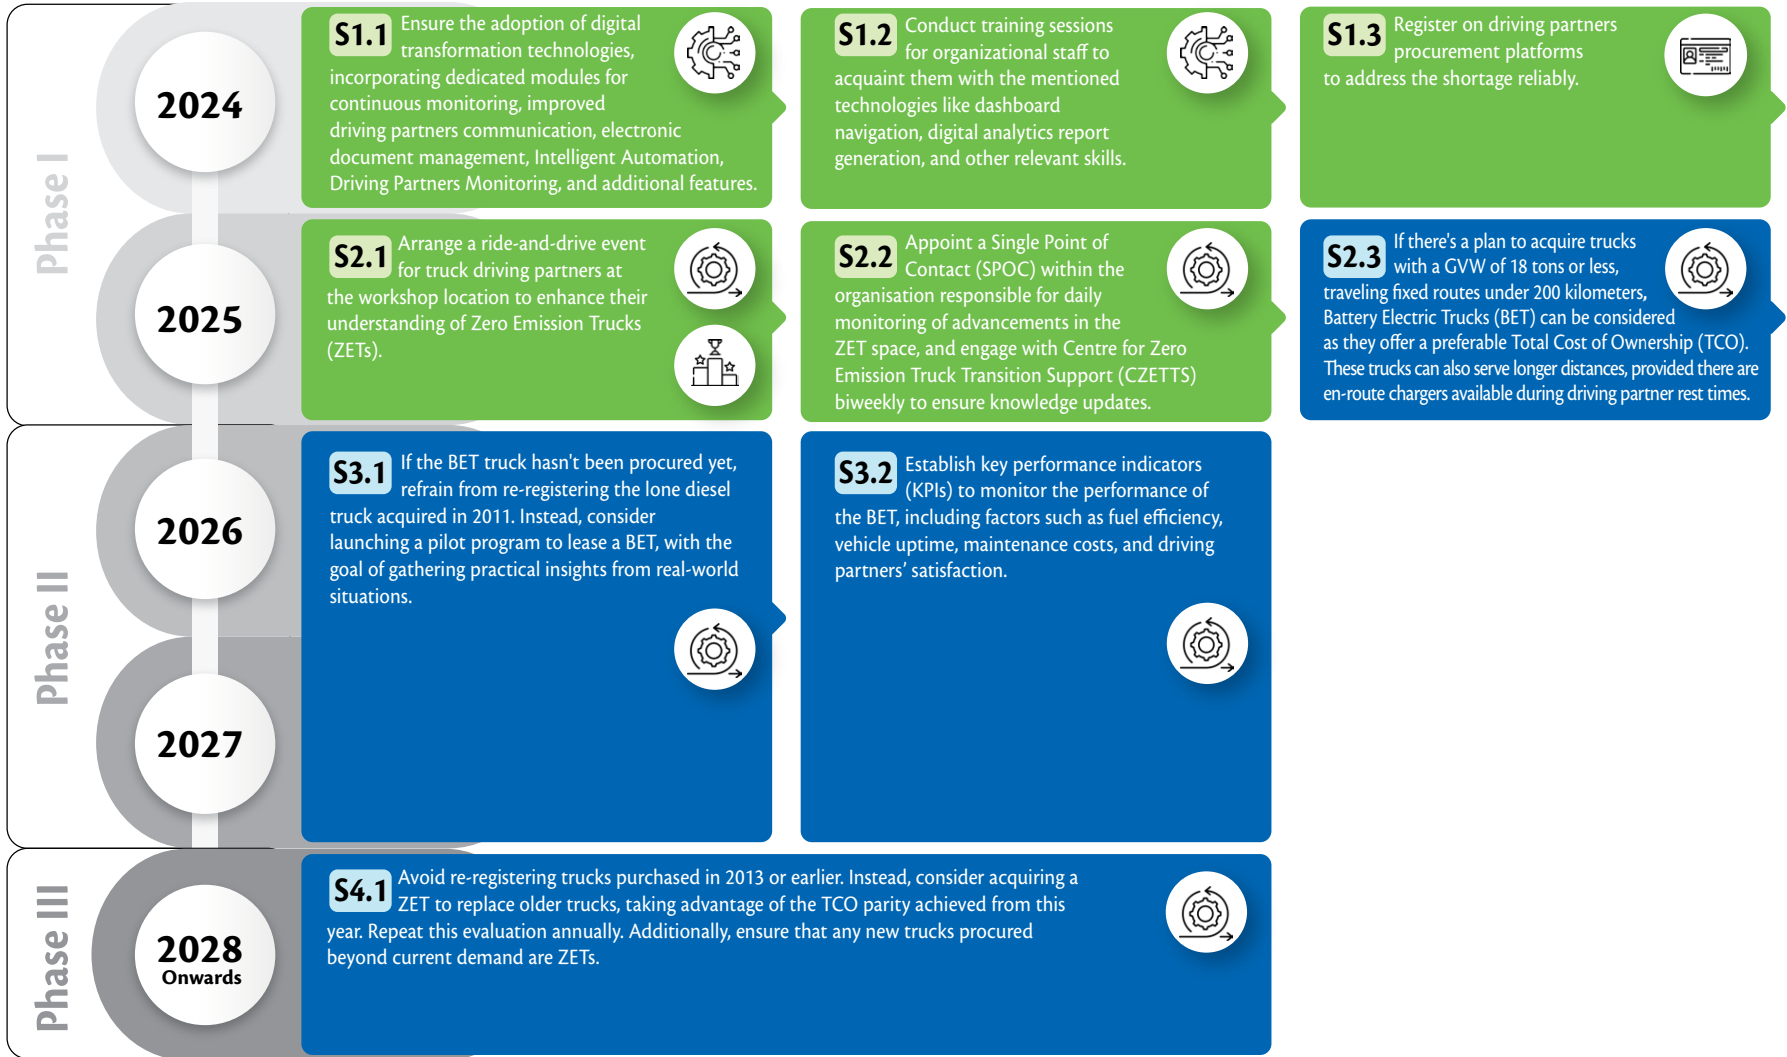 Phase I
2024
S1.1 Ensure the adoption of digital
transformation technologies,
incorporating dedicated modules for
continuous monitoring, improved
driving partners communication, electronic
document management, Intelligent Automation,
Driving Partners Monitoring, and additional features.
S1.2 Conduct training sessions
for organizational staff to
acquaint them with the mentioned
technologies like dashboard
navigation, digital analytics report
generation, and other relevant skills.
S1.3 Register on driving partners
procurement platforms
to address the shortage reliably.
2025
S2.1 Arrange a ride-and-drive event
for truck driving partners at
the workshop location to enhance their
understanding of Zero Emission Trucks
(ZETs).
S2.2 Appoint a Single Point of
Contact (SPOC) within the
organisation responsible for daily
monitoring of advancements in the
ZET space, and engage with Centre for Zero
Emission Truck Transition Support (CZETTS)
biweekly to ensure knowledge updates.
S2.3 If there's a plan to acquire trucks
with a GVW of 18 tons or less,
traveling fixed routes under 200 kilometers,
Battery Electric Trucks (BET) can be considered
as they offer a preferable Total Cost of Ownership (TCO).
These trucks can also serve longer distances, provided there are
en-route chargers available during driving partner rest times.
Phase II
2026
2027
S3.1 If the BET truck hasn't been procured yet,
refrain from re-registering the lone diesel
truck acquired in 2011. Instead, consider
launching a pilot program to lease a BET, with the
goal of gathering practical insights from real-world
situations.
S3.2 Establish key performance indicators
(KPIs) to monitor the performance of
the BET, including factors such as fuel efficiency,
vehicle uptime, maintenance costs, and driving
partners’ satisfaction.
Phase III
2028
Onwards
S4.1 Avoid re-registering trucks purchased in 2013 or earlier. Instead, consider acquiring a
ZET to replace older trucks, taking advantage of the TCO parity achieved from this
year. Repeat this evaluation annually. Additionally, ensure that any new trucks procured
beyond current demand are ZETs.